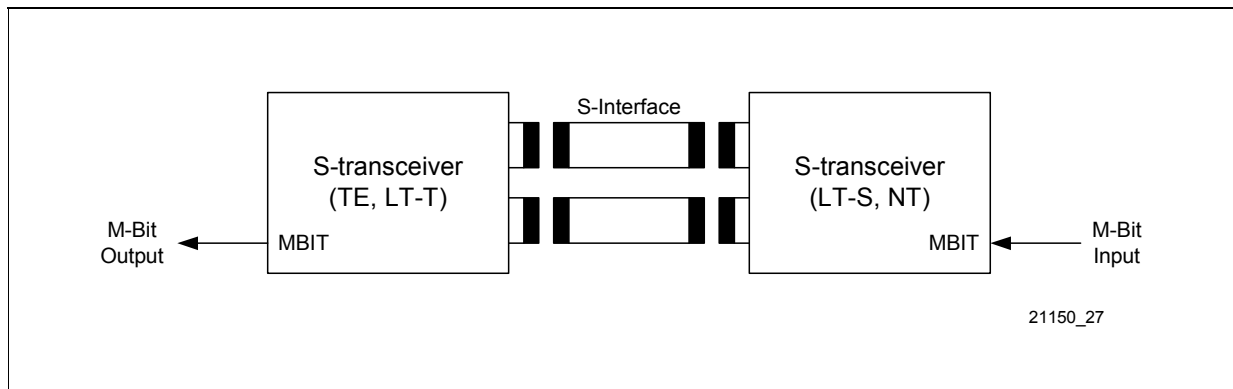 S-Interface
S-transceiver
(TE, LT-T)
S-transceiver
(LT-S, NT)
M-Bit
Output
MBIT
MBIT
M-Bit
Input
21150_27